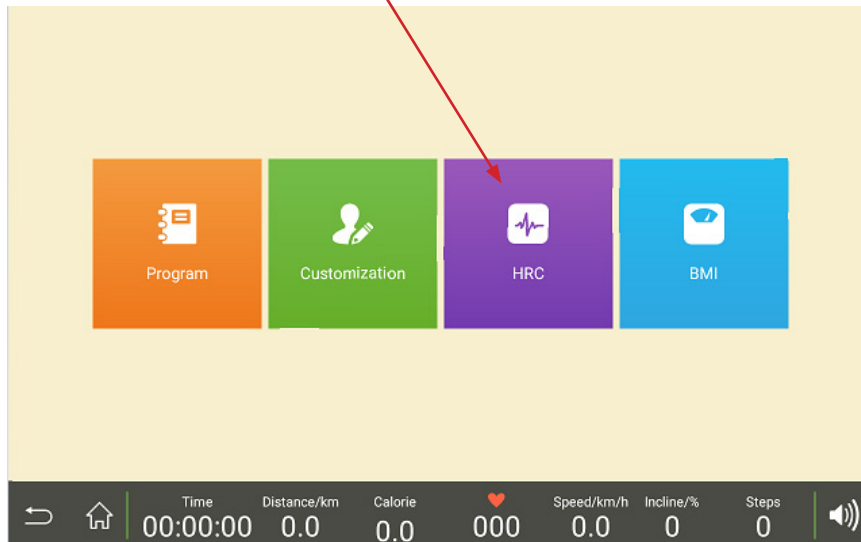 Program
Customization
HRC
BMI
Time
Distance/km
Calorie
Speed/km/h
Incline/%
Steps
00:00:00
0.0
0.0
000
0.0
0
0